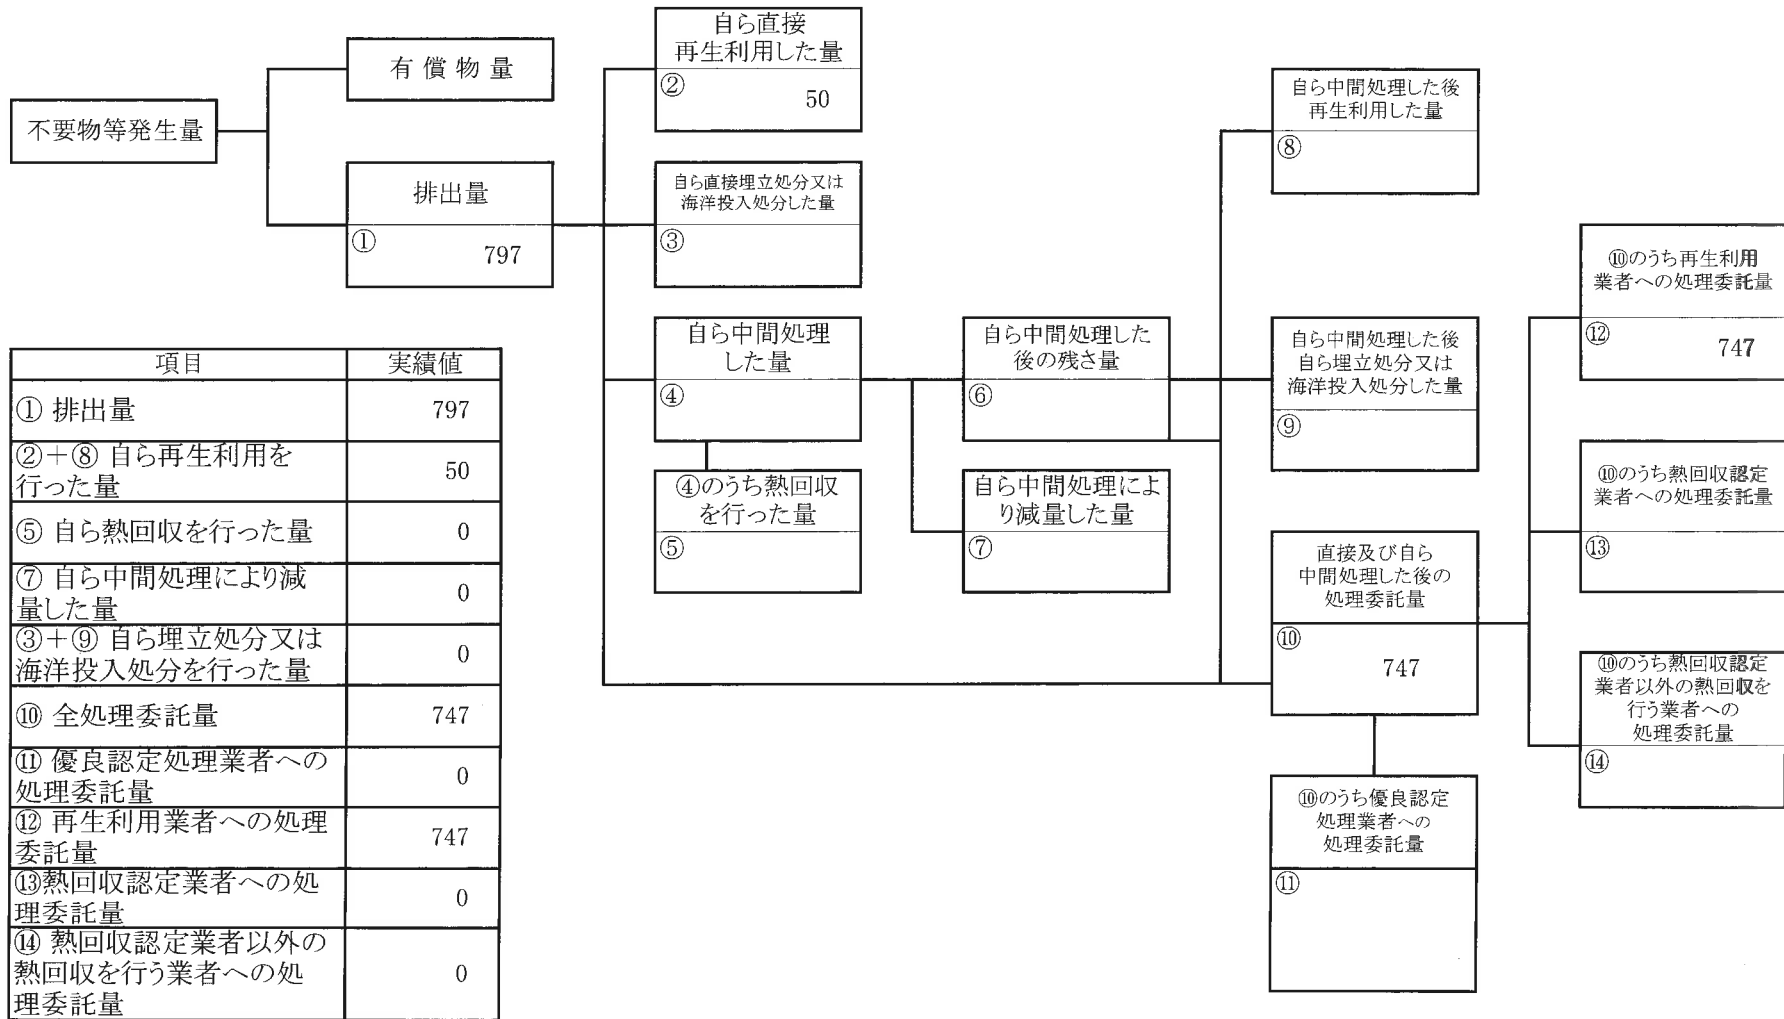 不要物等発生量
有償物量
排出量
①
797
自ら直接
再生利用した量
②
50
自ら直接埋立処分又は
海洋投入処分した量
③
自ら中間処理
した量
④
④のうち熱回収
を行った量
⑤
自ら中間処理した
後の残さ量
⑥
自ら中間処理によ
り減量した量
⑦
自ら中間処理した後
再生利用した量
⑧
自ら中間処理した後
自ら埋立処分又は
海洋投入処分した量
⑨
直接及び自ら
中間処理した後の
処理委託量
⑩
747
⑩のうち優良認定
処理業者への
処理委託量
⑪
⑩のうち再生利用
業者への処理委託量
⑫
747
⑩のうち熱回収認定
業者への処理委託量
⑬
⑩のうち熱回収認定
業者以外の熱回収を
行う業者への
処理委託量
⑭
項目 実績値
① 排出量 797
②+⑧ 自ら再生利用を
行った量 50
⑤ 自ら熱回収を行った量 0
⑦ 自ら中間処理により減
量した量 0
③+⑨ 自ら埋立処分又は
海洋投入処分を行った量 0
⑩ 全処理委託量 747
⑪ 優良認定処理業者への
処理委託量 0
⑫ 再生利用業者への処理
委託量 747
⑬熱回収認定業者への処
理委託量 0
⑭ 熱回収認定業者以外の
熱回収を行う業者への処
理委託量 0